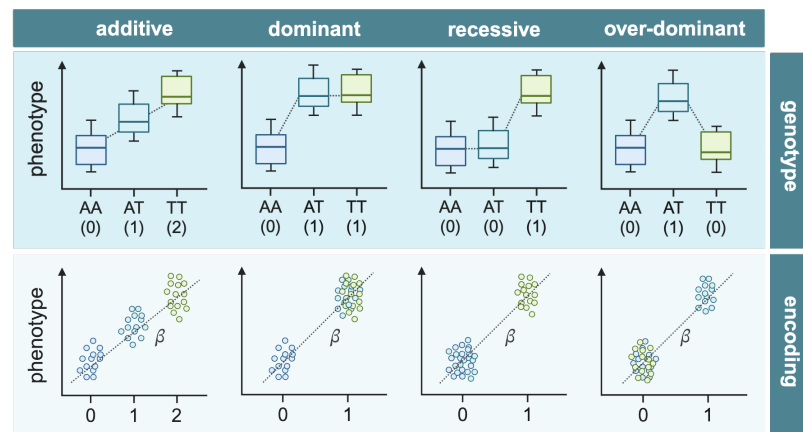 additive dominant recessive over-dominant
phenotype
AA AT TT
(0) (1) (2)
AA AT TT
(0) (1) (1)
AA AT TT
(0) (0) (1)
AA AT TT
(0) (1) (0)
genotype
phenotype
β
0 1 2
β
0 1
β
0 1
β
0 1
encoding